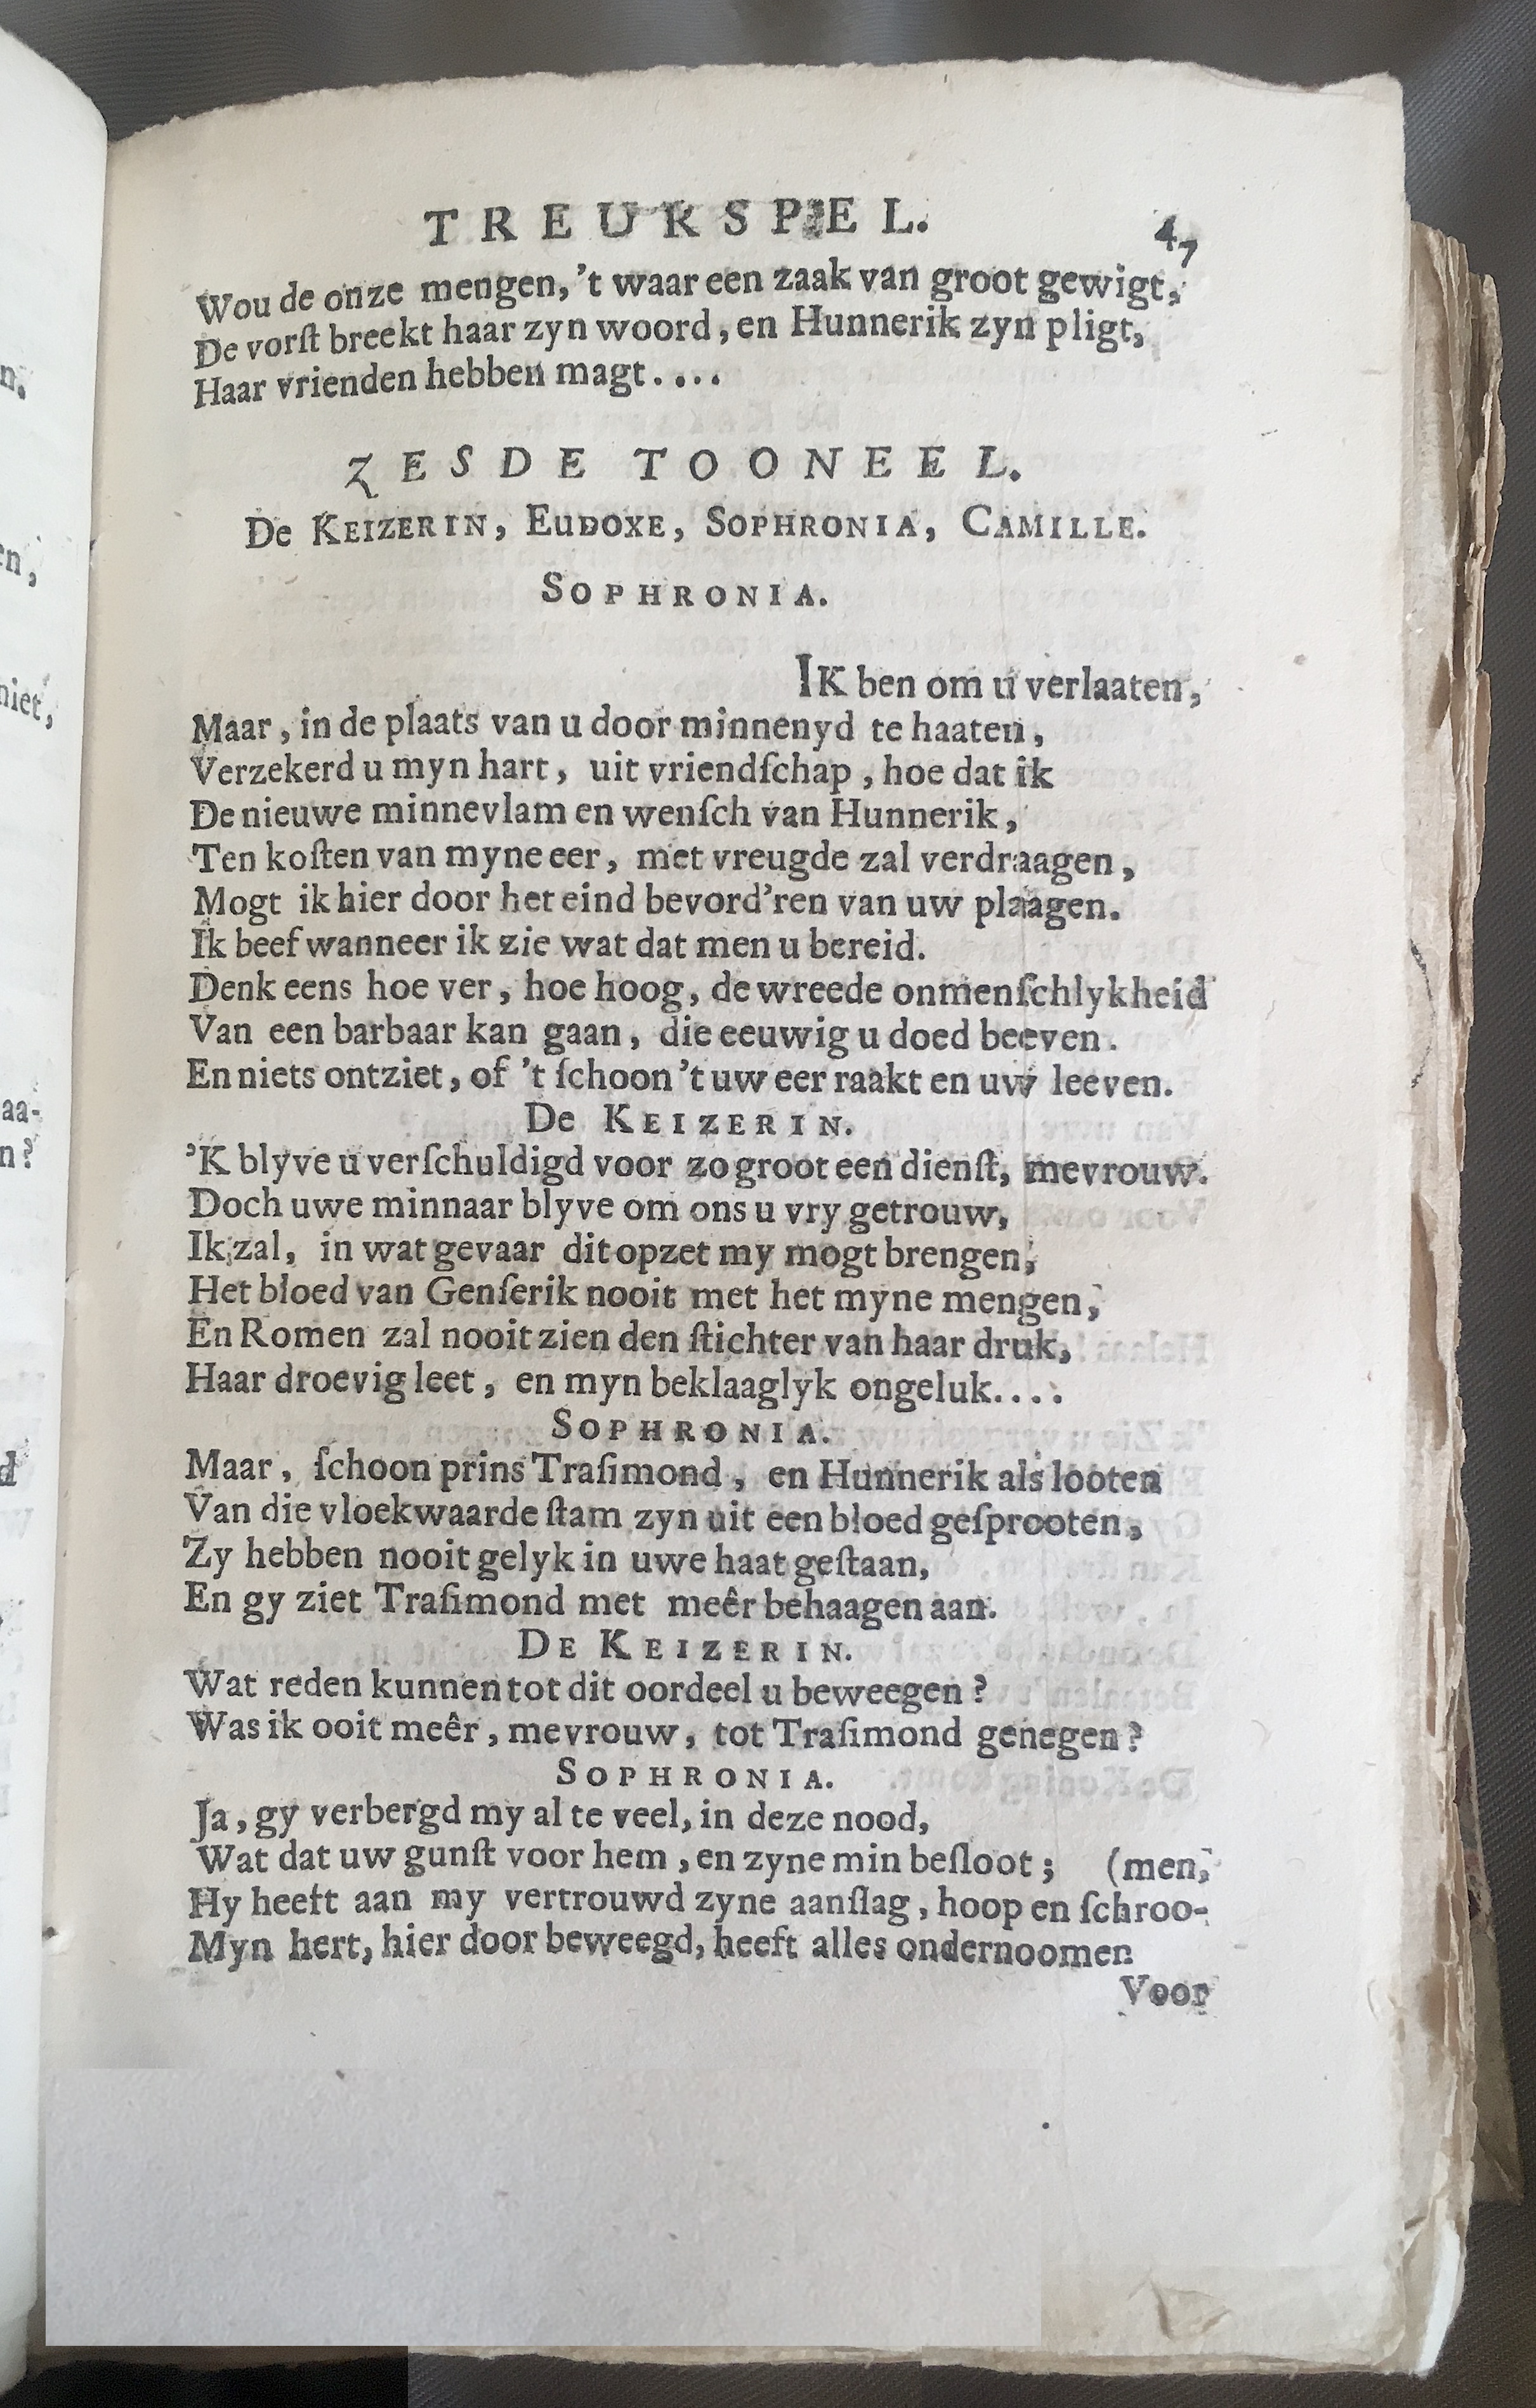 TREURSPEL. 47
Wou de onze mengen, 't waar een zaak van groot gewigt,
De vorſt breekt haar zyn woord, en Hunnerik zyn pligt,
Haar vrienden hebben magt....
ZESDE TOONEEL.
De KEIZERIN, EUDOXE, SOPHRONIA, CAMILLE.
SOPHRONIA.
IK ben om u verlaaten,
Maar, in de plaats van u door minnenyd te haaten,
Verzekerd u myn hart, uit vriendſchap, hoe dat ik
De nieuwe minnevlam en wenſch van Hunnerik,
Ten koſten van myne eer, met vreugde zal verdraagen,
Mogt ik hier door het eind bevord'ren van uw plaagen.
Ik beef wanneer ik zie wat dat men u bereid.
Denk eens hoe ver, hoe hoog, de wreede onmenſchlykheid
Van een barbaar kan gaan, die eeuwig u doed beeven.
En niets ontziet, of 't ſchoon 't uw eer raakt en uw leeven.
De KEIZERIN.
'K blyve u verſchuldigd voor zo groot een dienſt, mevrouw.
Doch uwe minnaar blyve om ons u vry getrouw,
Ik zal, in wat gevaar dit opzet my mogt brengen,
Het bloed van Genſerik nooit met het myne mengen,
En Romen zal nooit zien den ſtichter van haar druk,
Haar droevig leet, en myn beklaaglyk ongeluk....
SOPHRONIA.
Maar, ſchoon prins Traſimond, en Hunnerik als looten
Van die vloekwaarde ſtam zyn uit een bloed geſprooten,
Zy hebben nooit gelyk in uwe haat geſtaan,
En gy ziet Traſimond met meêr behaagen aan.
DE KEIZERIN.
Wat reden kunnen tot dit oordeel u beweegen?
Was ik ooit meêr, mevrouw, tot Traſimond genegen?
SOPHRONIA.
Ja, gy verbergd my al te veel, in deze nood,
Wat dat uw gunſt voor hem, en zyne min beſloot; (men,
Hy heeft aan my vertrouwd zyne aanſlag, hoop en ſchroo-
Myn hert, hier door beweegd, heeft alles ondernoomen
Voor